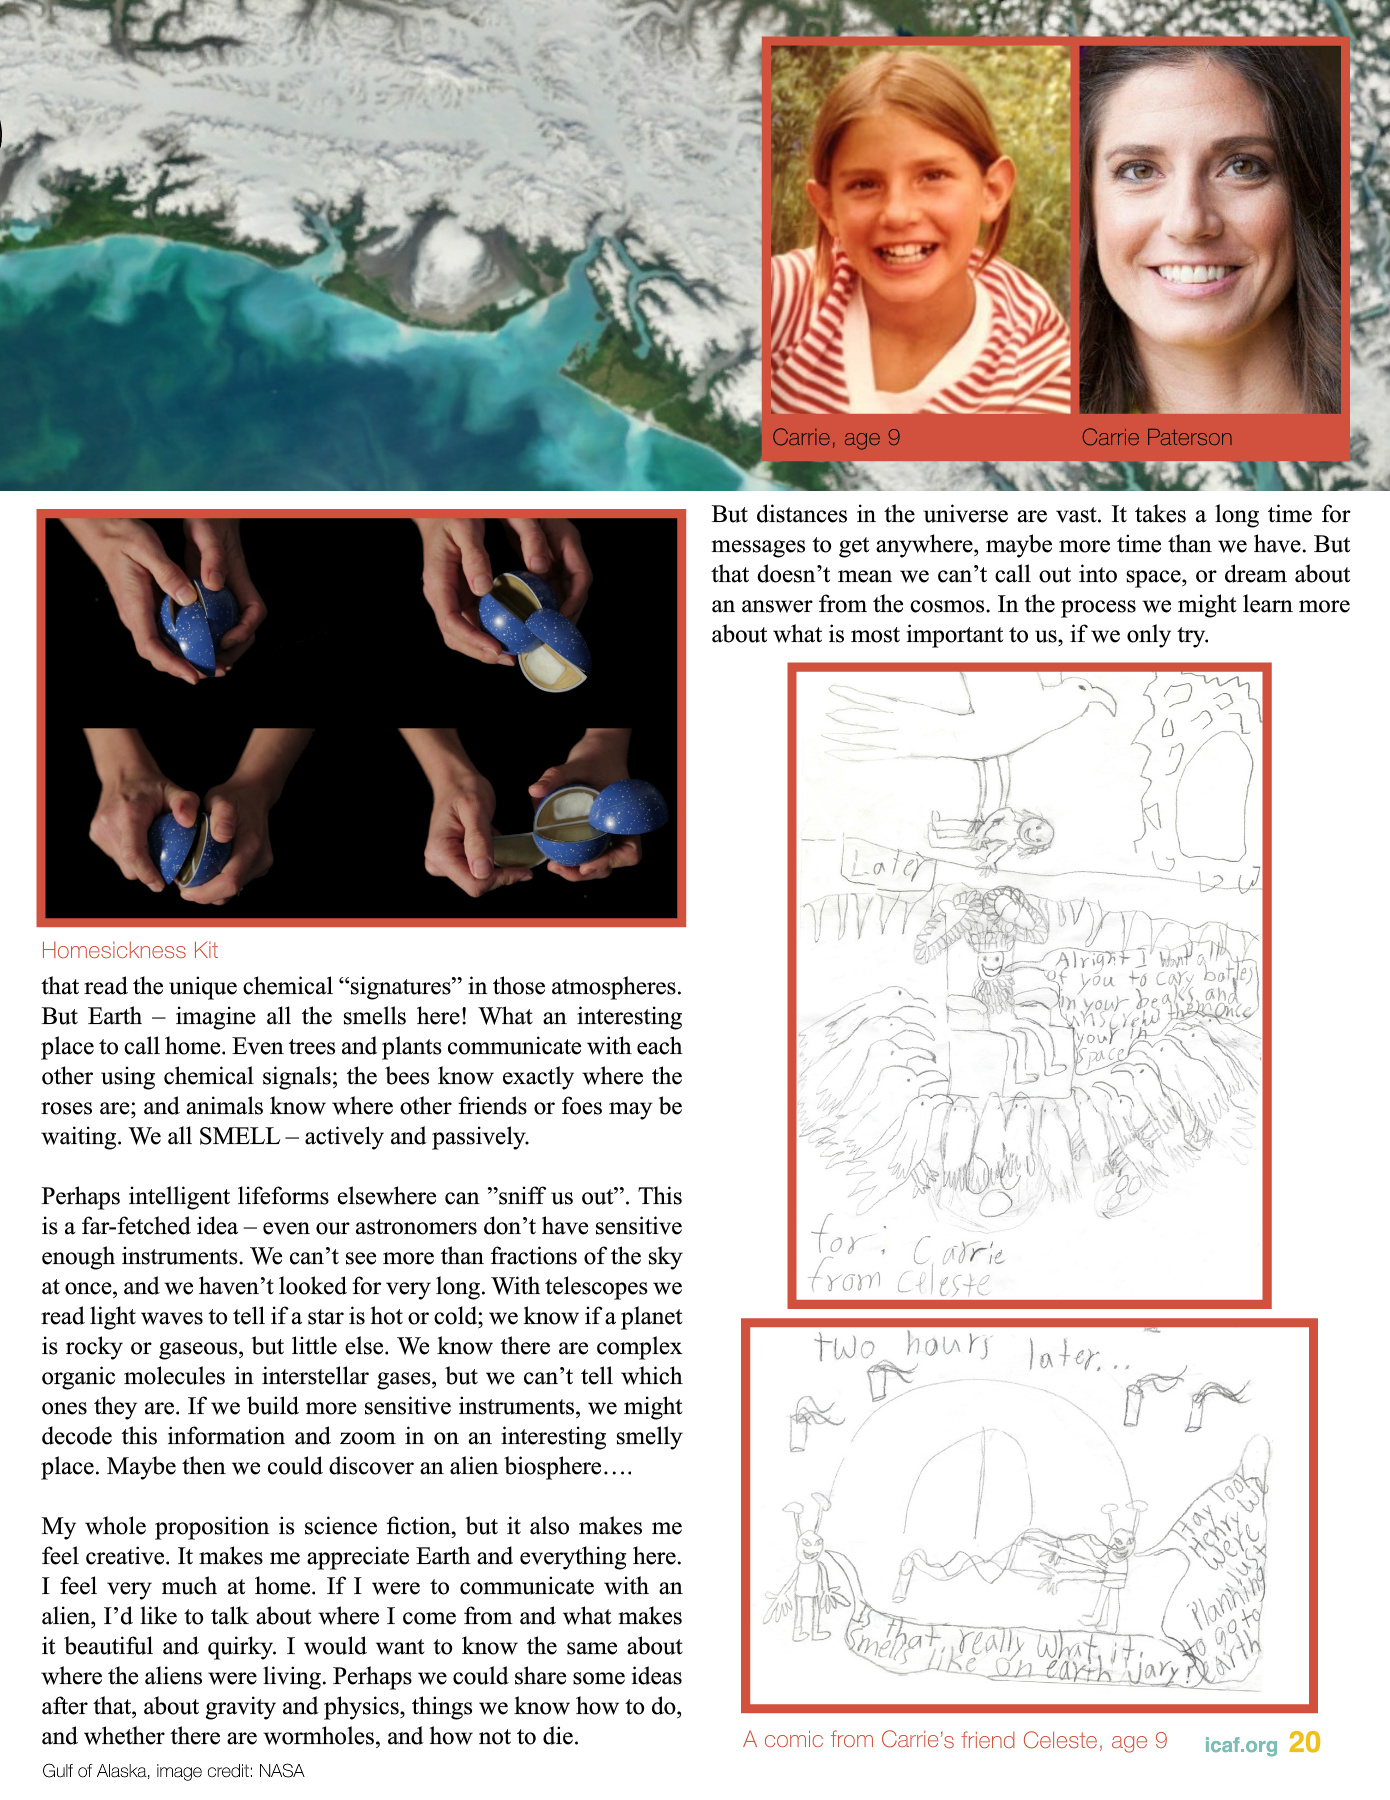 Carrie, age 9
Carrie Paterson
Homesickness Kit
that read the unique chemical “signatures” in those atmospheres.
But Earth – imagine all the smells here! What an interesting
place to call home. Even trees and plants communicate with each
other using chemical signals; the bees know exactly where the
roses are; and animals know where other friends or foes may be
waiting. We all SMELL – actively and passively.
Perhaps intelligent lifeforms elsewhere can ”sniff us out”. This
is a far-fetched idea – even our astronomers don’t have sensitive
enough instruments. We can’t see more than fractions of the sky
at once, and we haven’t looked for very long. With telescopes we
read light waves to tell if a star is hot or cold; we know if a planet
is rocky or gaseous, but little else. We know there are complex
organic molecules in interstellar gases, but we can’t tell which
ones they are. If we build more sensitive instruments, we might
decode this information and zoom in on an interesting smelly
place. Maybe then we could discover an alien biosphere….
My whole proposition is science fiction, but it also makes me
feel creative. It makes me appreciate Earth and everything here.
I feel very much at home. If I were to communicate with an
alien, I’d like to talk about where I come from and what makes
it beautiful and quirky. I would want to know the same about
where the aliens were living. Perhaps we could share some ideas
after that, about gravity and physics, things we know how to do,
and whether there are wormholes, and how not to die.
Gulf of Alaska, image credit: NASA
But distances in the universe are vast. It takes a long time for
messages to get anywhere, maybe more time than we have. But
that doesn’t mean we can’t call out into space, or dream about
an answer from the cosmos. In the process we might learn more
about what is most important to us, if we only try.
Later
Alright I want all
of you to cary bottles
in your beaks and
unscrew them once
your in
space
for: Carrie
from Celeste
two hours later...
Hay look
Henry we
were
just
planning
to go to
earth
Is that really what it
smells like on earth Jary?
A comic from Carrie’s friend Celeste, age 9
icaf.org 20